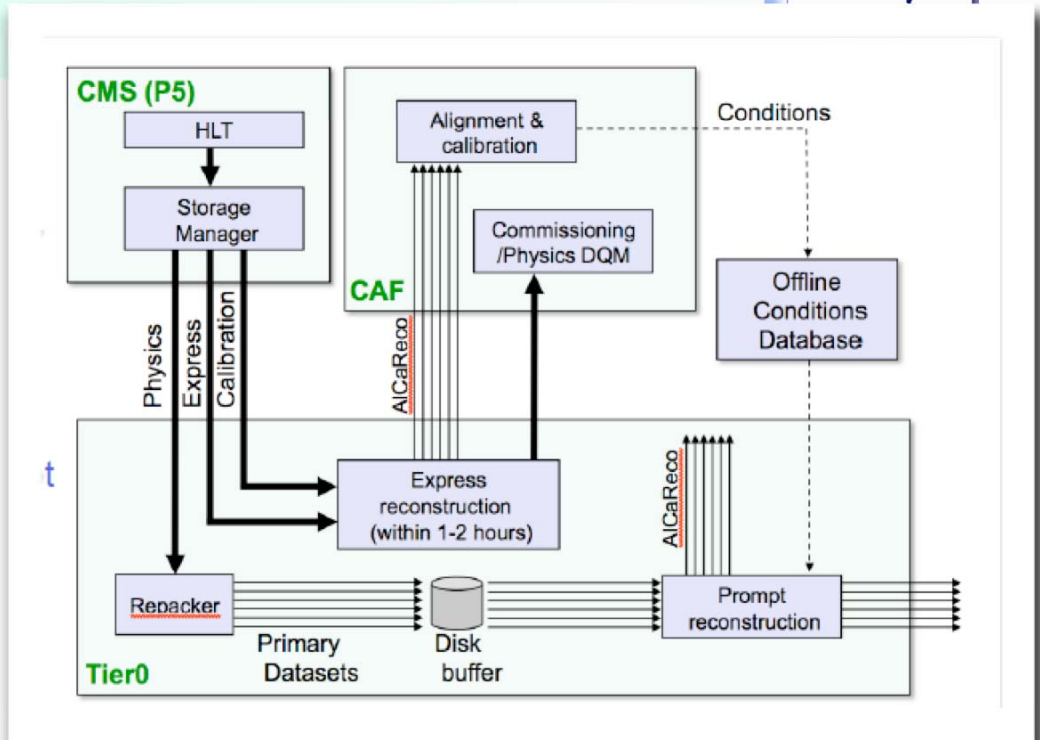 CMS (P5)
HLT
Storage
Manager
Physics
Express
Calibration
CAF
Alignment &
calibration
Commissioning
/Physics DQM
Conditions
Offline
Conditions
Database
AlCaReco
Express
reconstruction
(within 1-2 hours)
AlCaReco
Repacker
Primary
Datasets
Disk
buffer
Prompt
reconstruction
Tier0
t